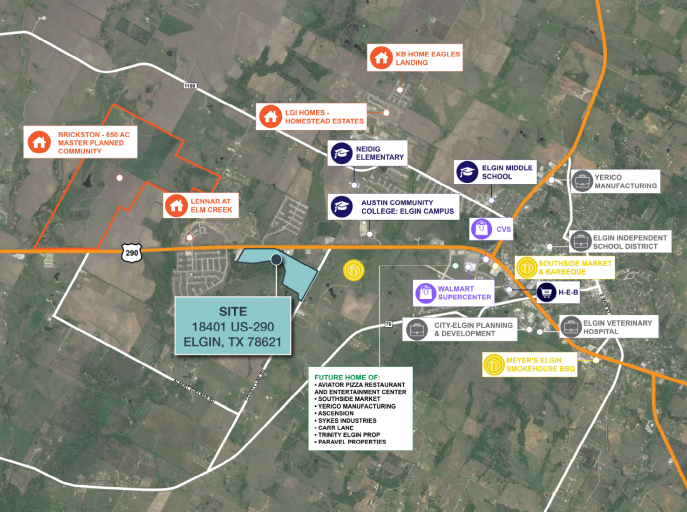 KB HOME EAGLES
LANDING
1100
LGI HOMES -
HOMESTEAD ESTATES
BRICKSTON - 650 AC
MASTER PLANNED
COMMUNITY
NEIDIG
ELEMENTARY
ELGIN MIDDLE
SCHOOL
YERICO
MANUFACTURING
LENNAR AT
ELM CREEK
AUSTIN COMMUNITY
COLLEGE: ELGIN CAMPUS
CVS
ELGIN INDEPENDENT
SCHOOL DISTRICT
290
SOUTHSIDE MARKET
& BARBEQUE
WALMART
SUPERCENTER
H-E-B
SITE
18401 US-290
ELGIN, TX 78621
CITY-ELGIN PLANNING
& DEVELOPMENT
ELGIN VETERINARY
HOSPITAL
MEYER'S ELGIN
SMOKEHOUSE BBQ
FUTURE HOME OF:
• AVIATOR PIZZA RESTAURANT
AND ENTERTAINMENT CENTER
• SOUTHSIDE MARKET
• YERICO MANUFACTURING
• ASCENSION
• SYKES INDUSTRIES
• CARR LANE
• TRINITY ELGIN PROP
• PARAVEL PROPERTIES